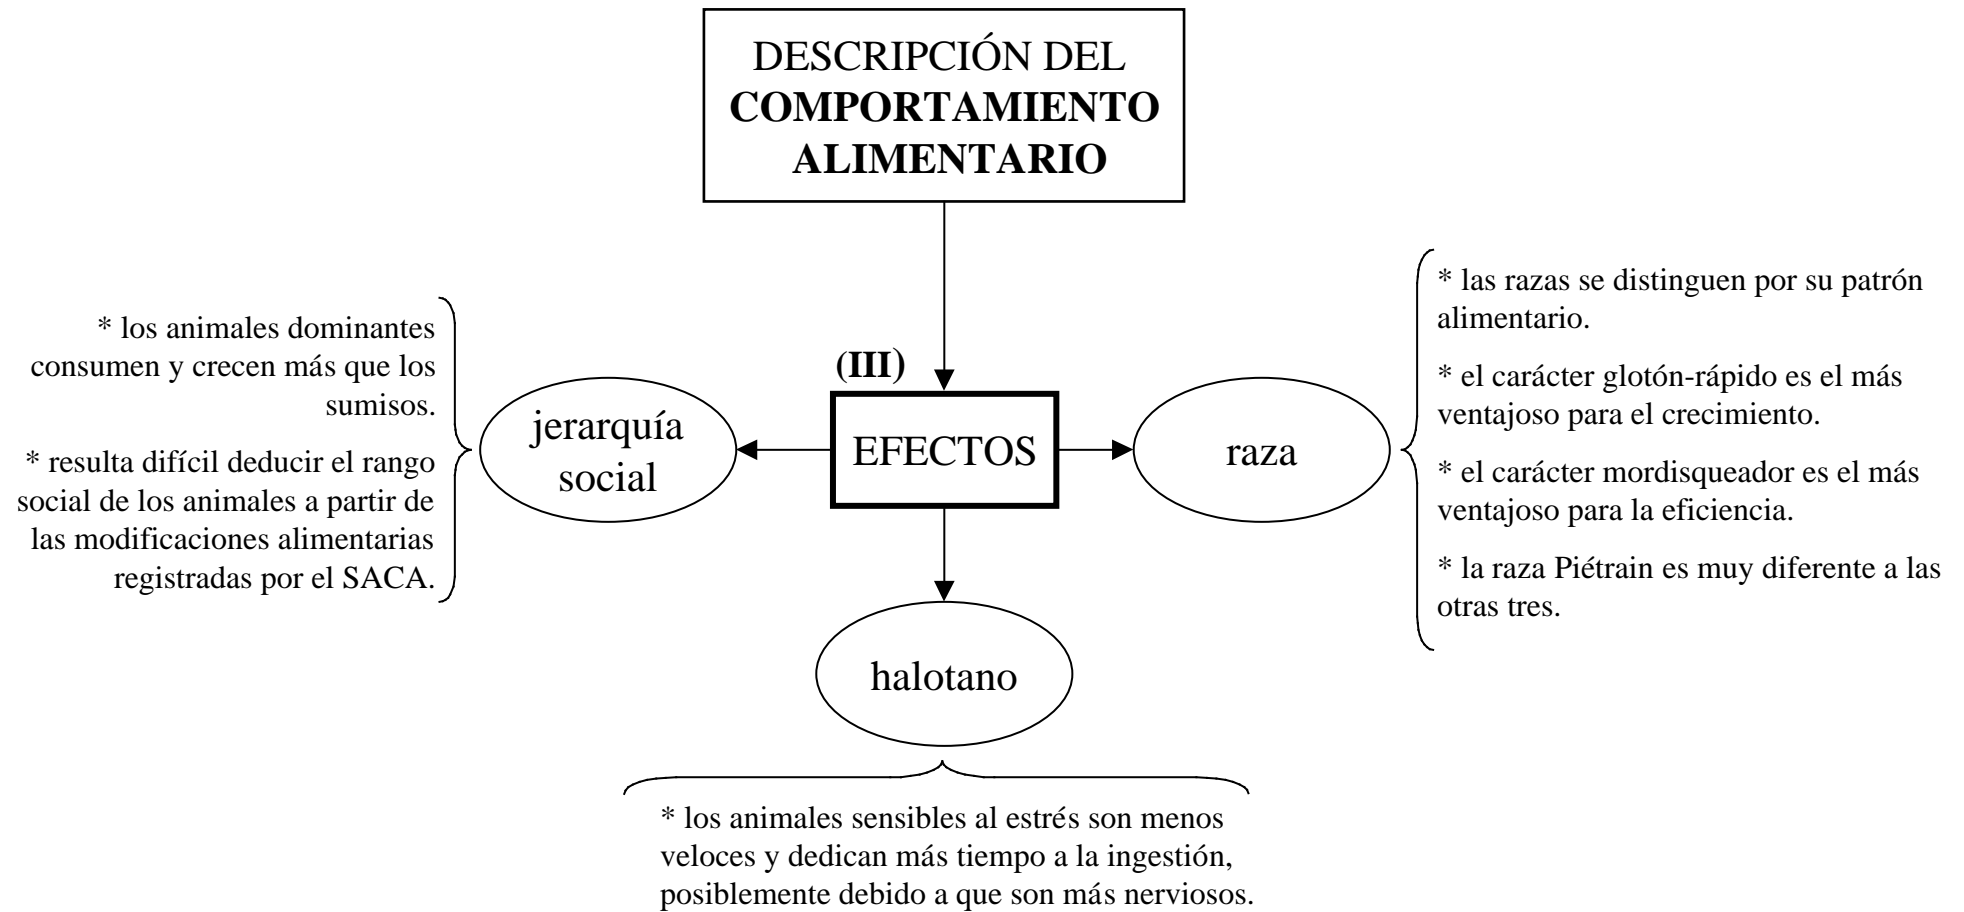 DESCRIPCIÓN DEL
COMPORTAMIENTO
ALIMENTARIO
* los animales dominantes
consumen y crecen más que los
sumisos.
* resulta difícil deducir el rango
social de los animales a partir de
las modificaciones alimentarias
registradas por el SACA.
jerarquía
social
(III)
EFECTOS
raza
* las razas se distinguen por su patrón
alimentario.
* el carácter glotón-rápido es el más
ventajoso para el crecimiento.
* el carácter mordisqueador es el más
ventajoso para la eficiencia.
* la raza Piétrain es muy diferente a las
otras tres.
halotano
* los animales sensibles al estrés son menos
veloces y dedican más tiempo a la ingestión,
posiblemente debido a que son más nerviosos.